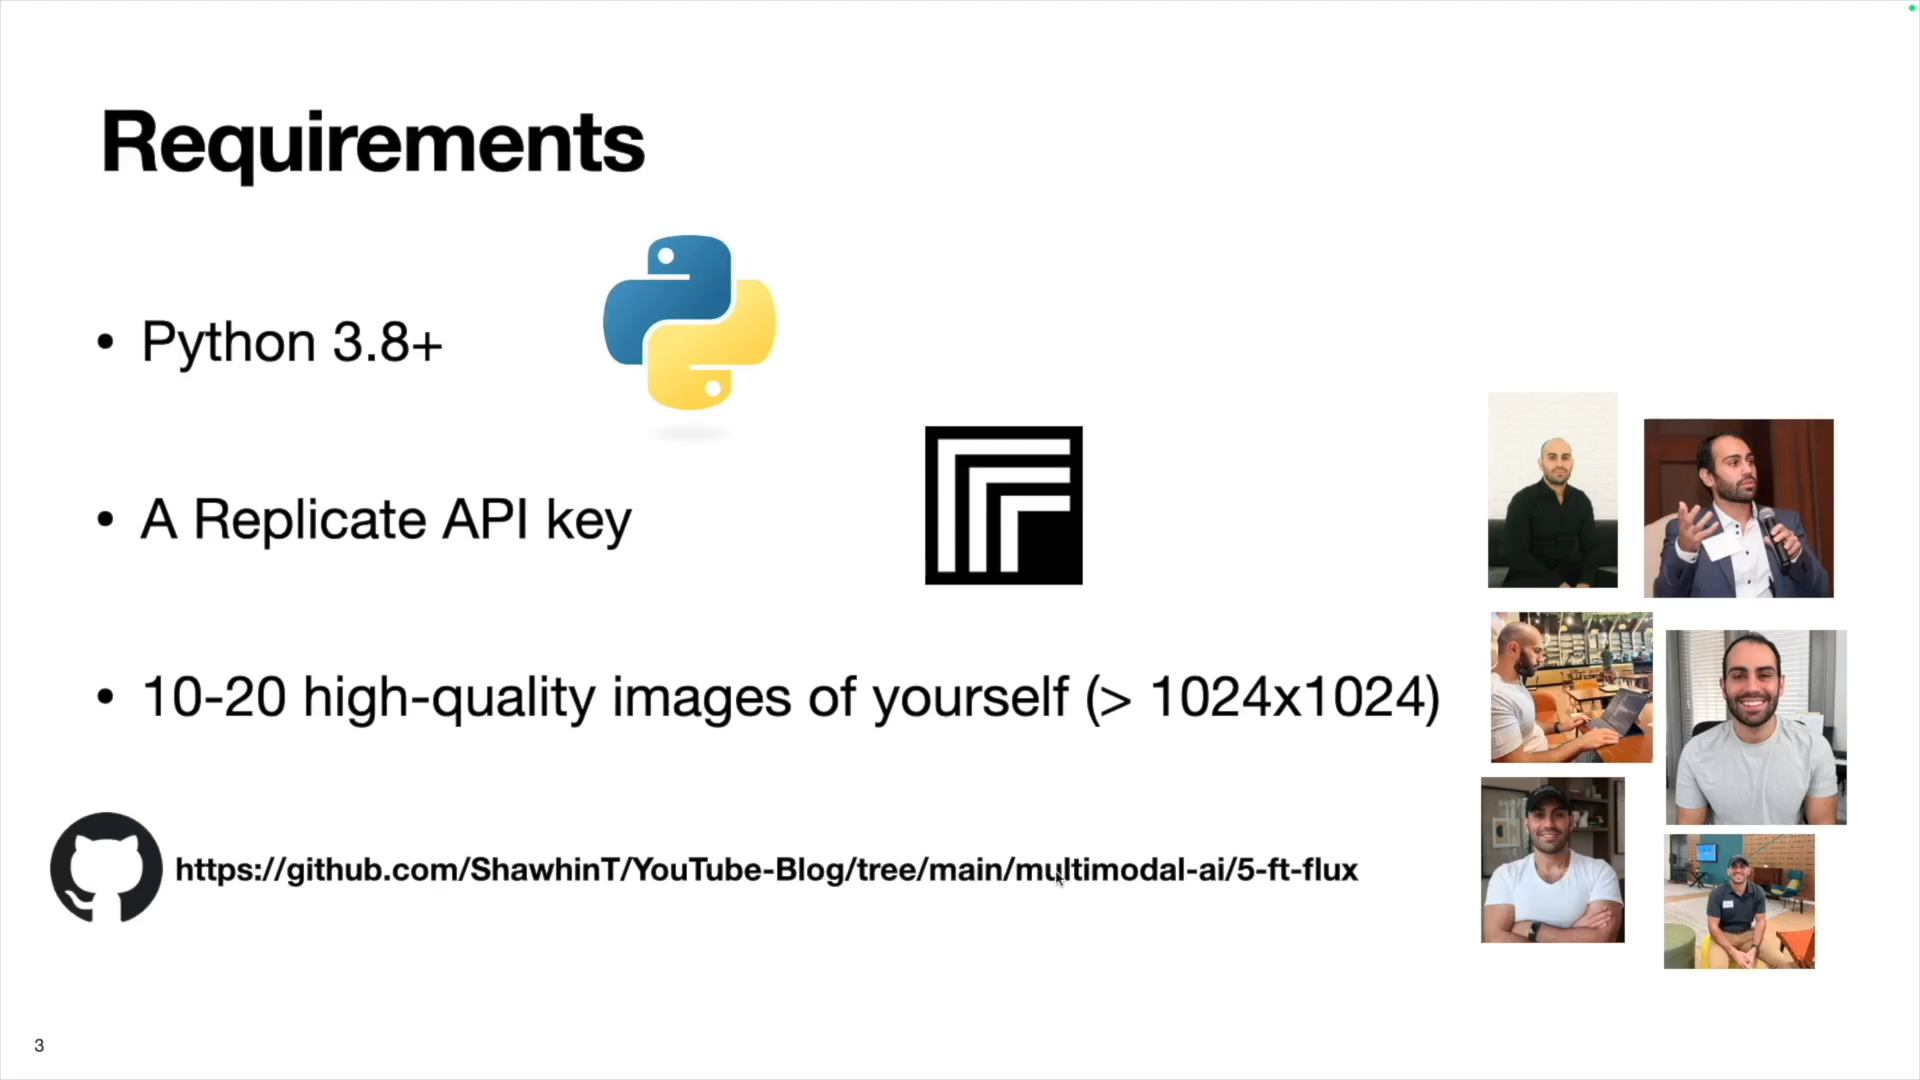 Requirements
• Python 3.8+
• A Replicate API key
• 10-20 high-quality images of yourself (> 1024x1024)
https://github.com/ShawhinT/YouTube-Blog/tree/main/multimodal-ai/5-ft-flux
3